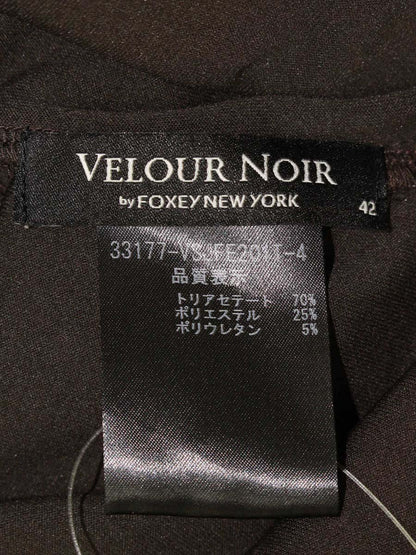 VELOUR NOIR
by FOXEY NEW YORK
42
33177-VSJFE201T-4
品質表示
トリアセテート 70%
ポリエステル 25%
ポリウレタン 5%